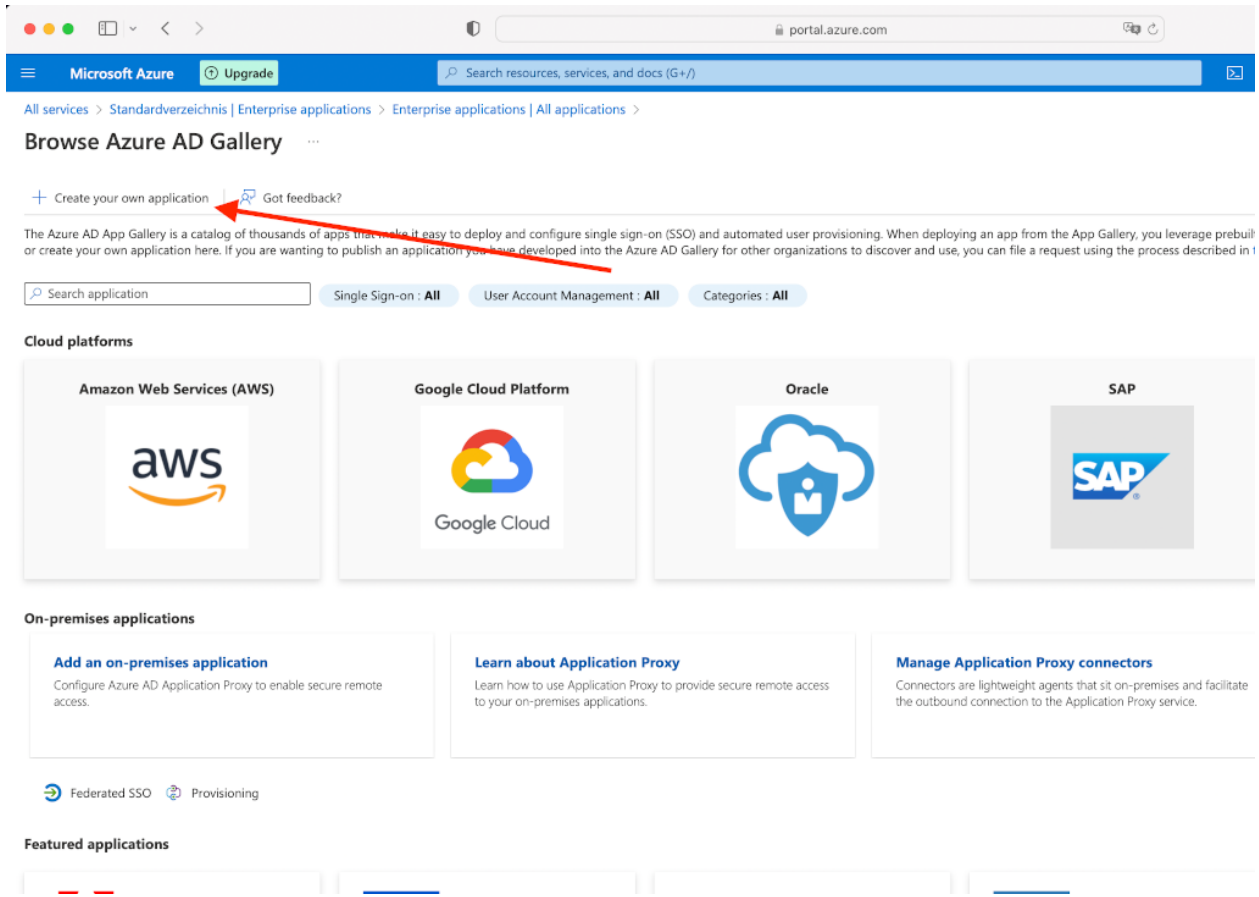 portal.azure.com
Microsoft Azure Upgrade Search resources, services, and docs (G+/)
All services > Standardverzeichnis | Enterprise applications > Enterprise applications | All applications >
Browse Azure AD Gallery ...
+ Create your own application Got feedback?
The Azure AD App Gallery is a catalog of thousands of apps that make it easy to deploy and configure single sign-on (SSO) and automated user provisioning. When deploying an app from the App Gallery, you leverage prebuil
or create your own application here. If you are wanting to publish an application you have developed into the Azure AD Gallery for other organizations to discover and use, you can file a request using the process described in
Search application Single Sign-on : All User Account Management : All Categories : All
Cloud platforms
Amazon Web Services (AWS) Google Cloud Platform Oracle SAP
aws Google Cloud SAP
On-premises applications
Add an on-premises application Learn about Application Proxy Manage Application Proxy connectors
Configure Azure AD Application Proxy to enable secure remote Learn how to use Application Proxy to provide secure remote access Connectors are lightweight agents that sit on-premises and facilitate
access. to your on-premises applications. the outbound connection to the Application Proxy service.
Federated SSO Provisioning
Featured applications